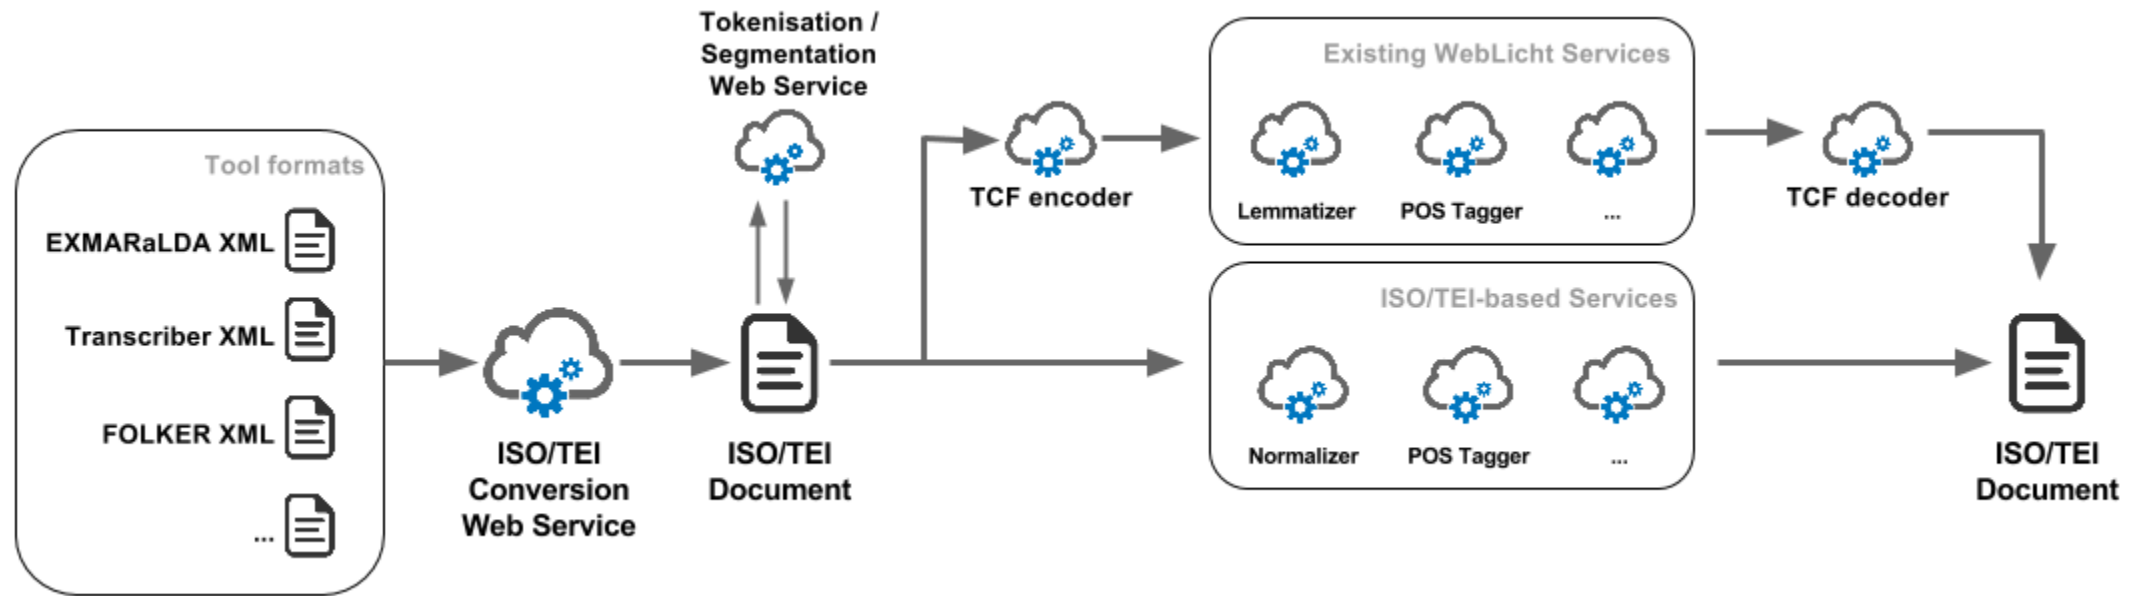 Tool formats
EXMARaLDA XML
Transcriber XML
FOLKER XML
...
ISO/TEI
Conversion
Web Service
Tokenisation /
Segmentation
Web Service
ISO/TEI
Document
TCF encoder
Existing WebLicht Services
Lemmatizer
POS Tagger
...
TCF decoder
ISO/TEI-based Services
Normalizer
POS Tagger
...
ISO/TEI
Document